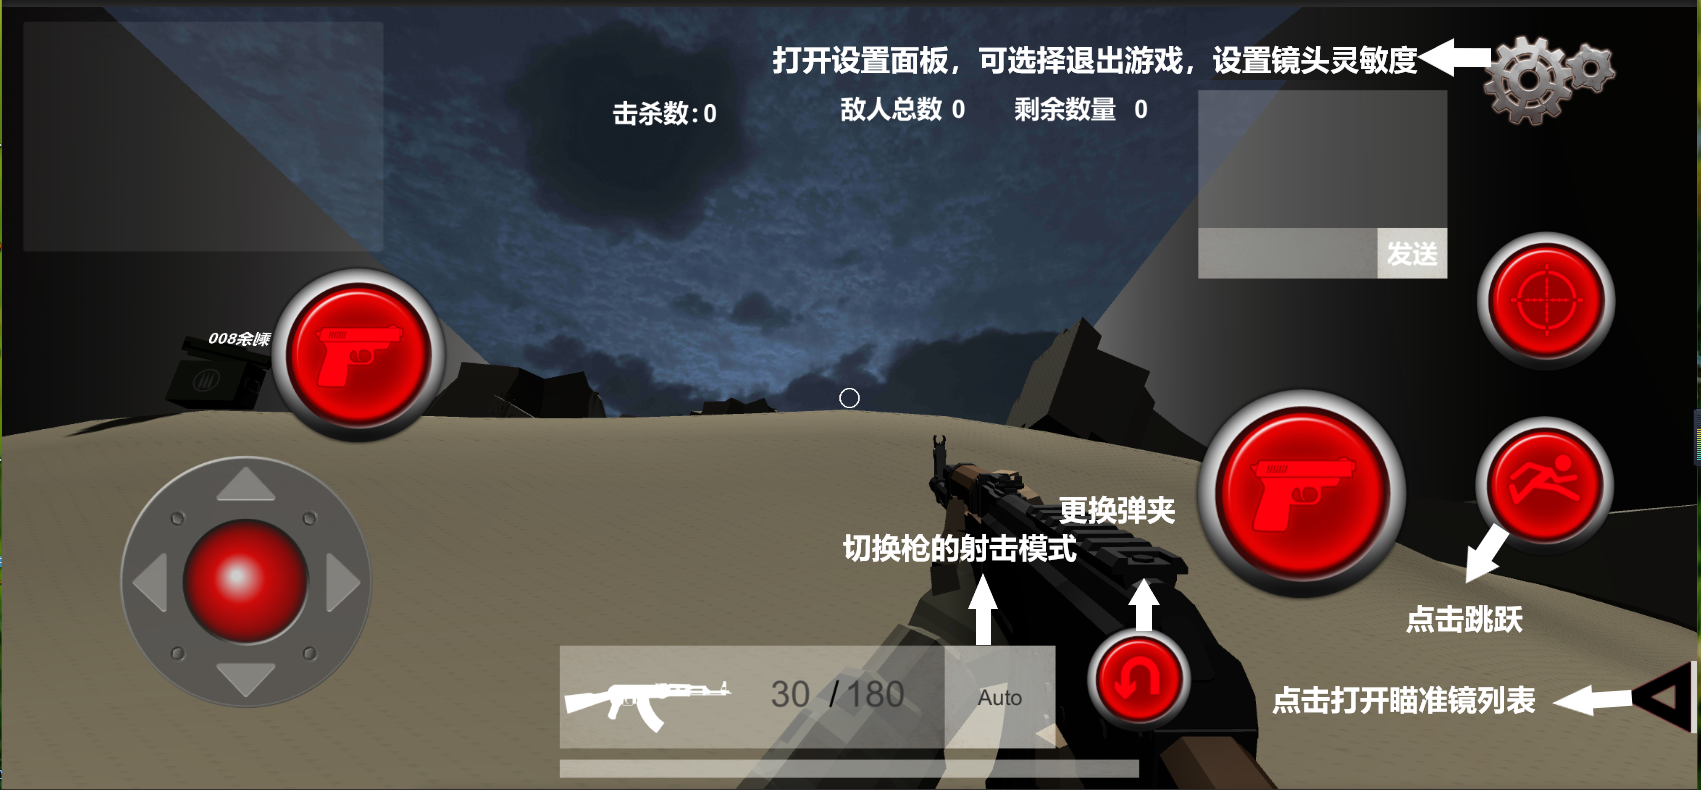 打开设置面板，可选择退出游戏，设置镜头灵敏度
击杀数:0
敌人总数 0
剩余数量 0
发送
更换弹夹
切换枪的射击模式
点击跳跃
30 / 180
Auto
点击打开瞄准镜列表